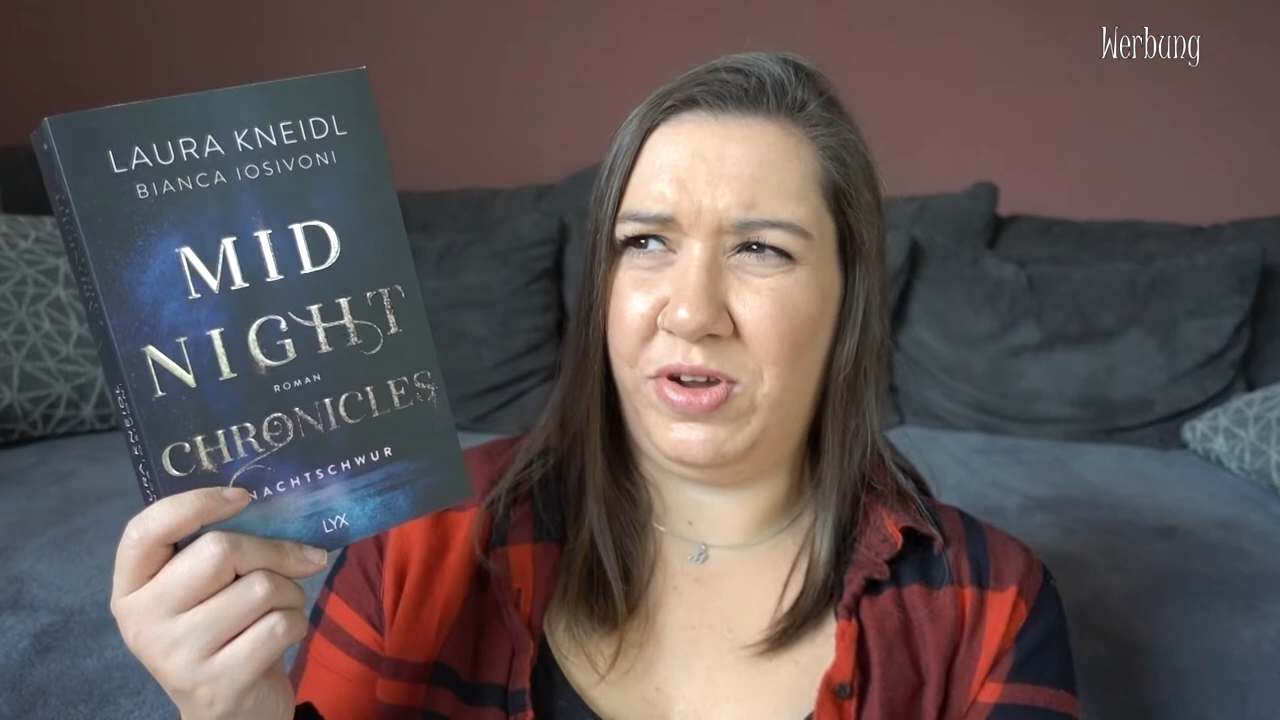 Werbung
LAURA KNEIDL
BIANCA IOSIVONI
MID
NIGHT
ROMAN
CHRONICLES
NACHTSCHWUR
LYX